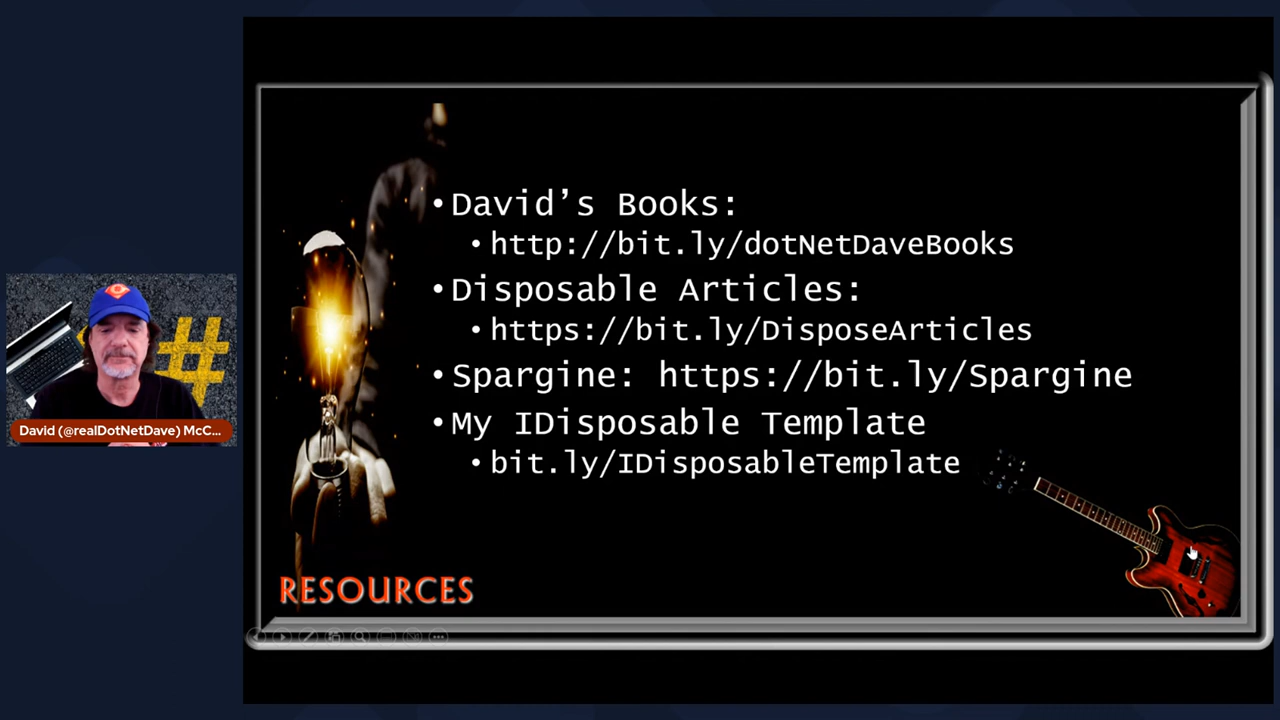 •David’s Books:
•http://bit.ly/dotNetDaveBooks
•Disposable Articles:
•https://bit.ly/DisposeArticles
•Spargine: https://bit.ly/Spargine
•My IDisposable Template
•bit.ly/IDisposableTemplate
RESOURCES
#
David (@realDotNetDave) McC...